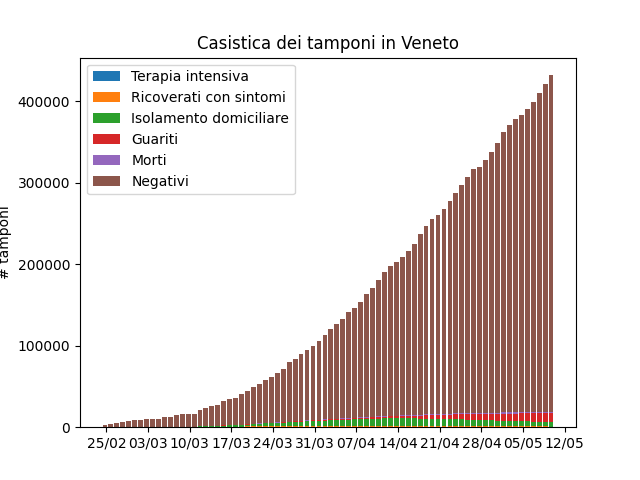 Casistica dei tamponi in Veneto
Terapia intensiva
Ricoverati con sintomi
Isolamento domiciliare
Guariti
Morti
Negativi
# tamponi
400000
300000
200000
100000
0
25/02 03/03 10/03 17/03 24/03 31/03 07/04 14/04 21/04 28/04 05/05 12/05